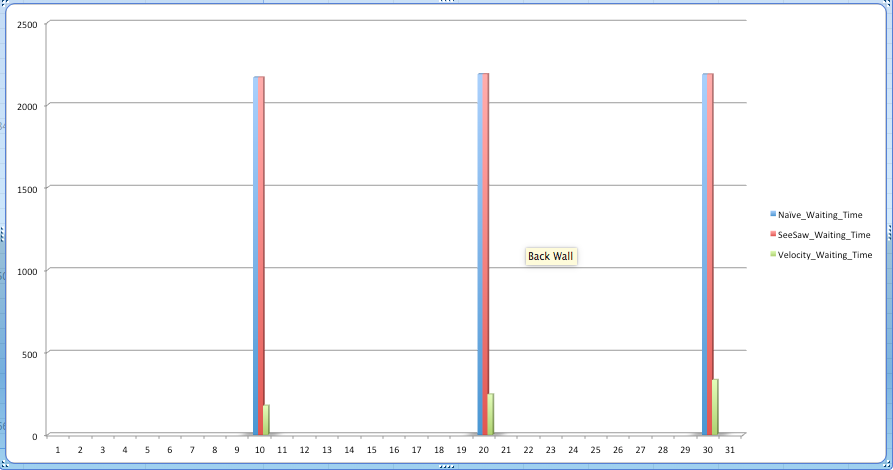 2500
2000
1500
1000
500
0
1 2 3 4 5 6 7 8 9 10 11 12 13 14 15 16 17 18 19 20 21 22 23 24 25 26 27 28 29 30 31
Back Wall
Naïve_Waiting_Time
SeeSaw_Waiting_Time
Velocity_Waiting_Time